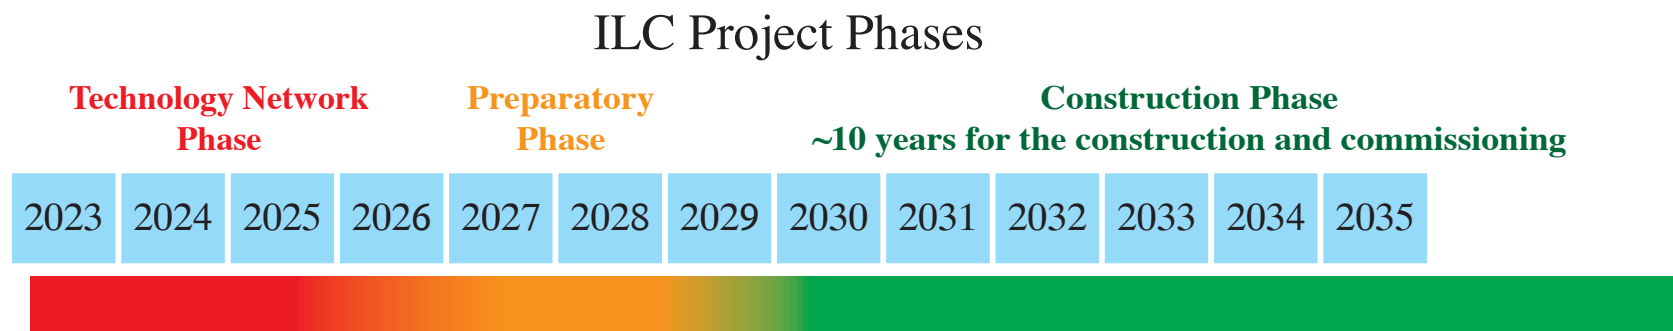 ILC Project Phases
Technology Network
Phase
Preparatory
Phase
Construction Phase
~10 years for the construction and commissioning
2023 2024 2025 2026 2027 2028 2029 2030 2031 2032 2033 2034 2035